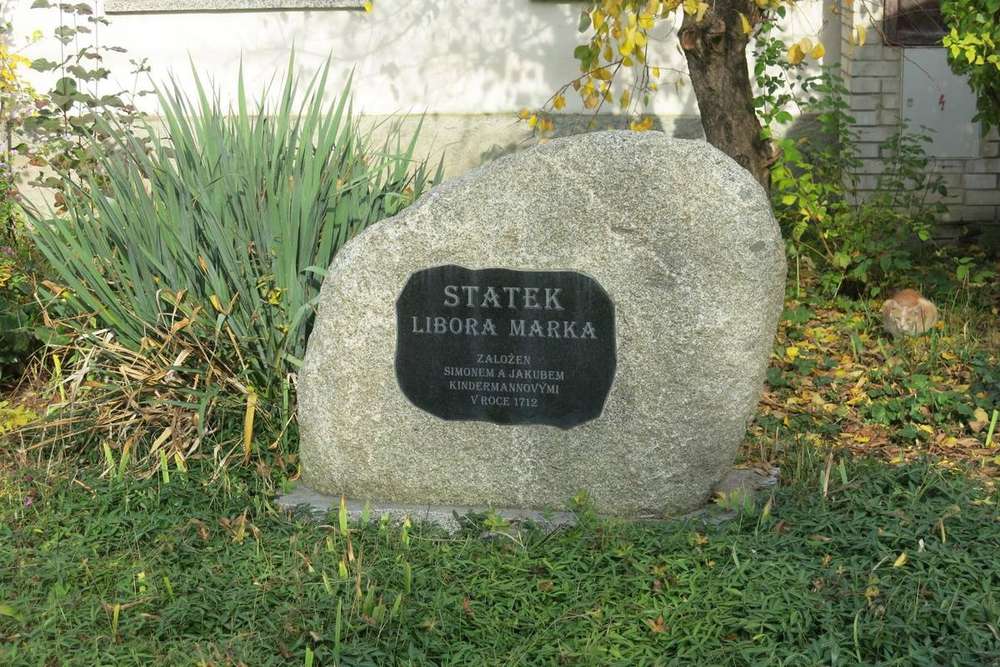 STATEK
LIBORA MARKA
ZALOŽEN
SIMONEM A JAKUBEM
KINDERMANNOVÝMI
V ROCE 1712